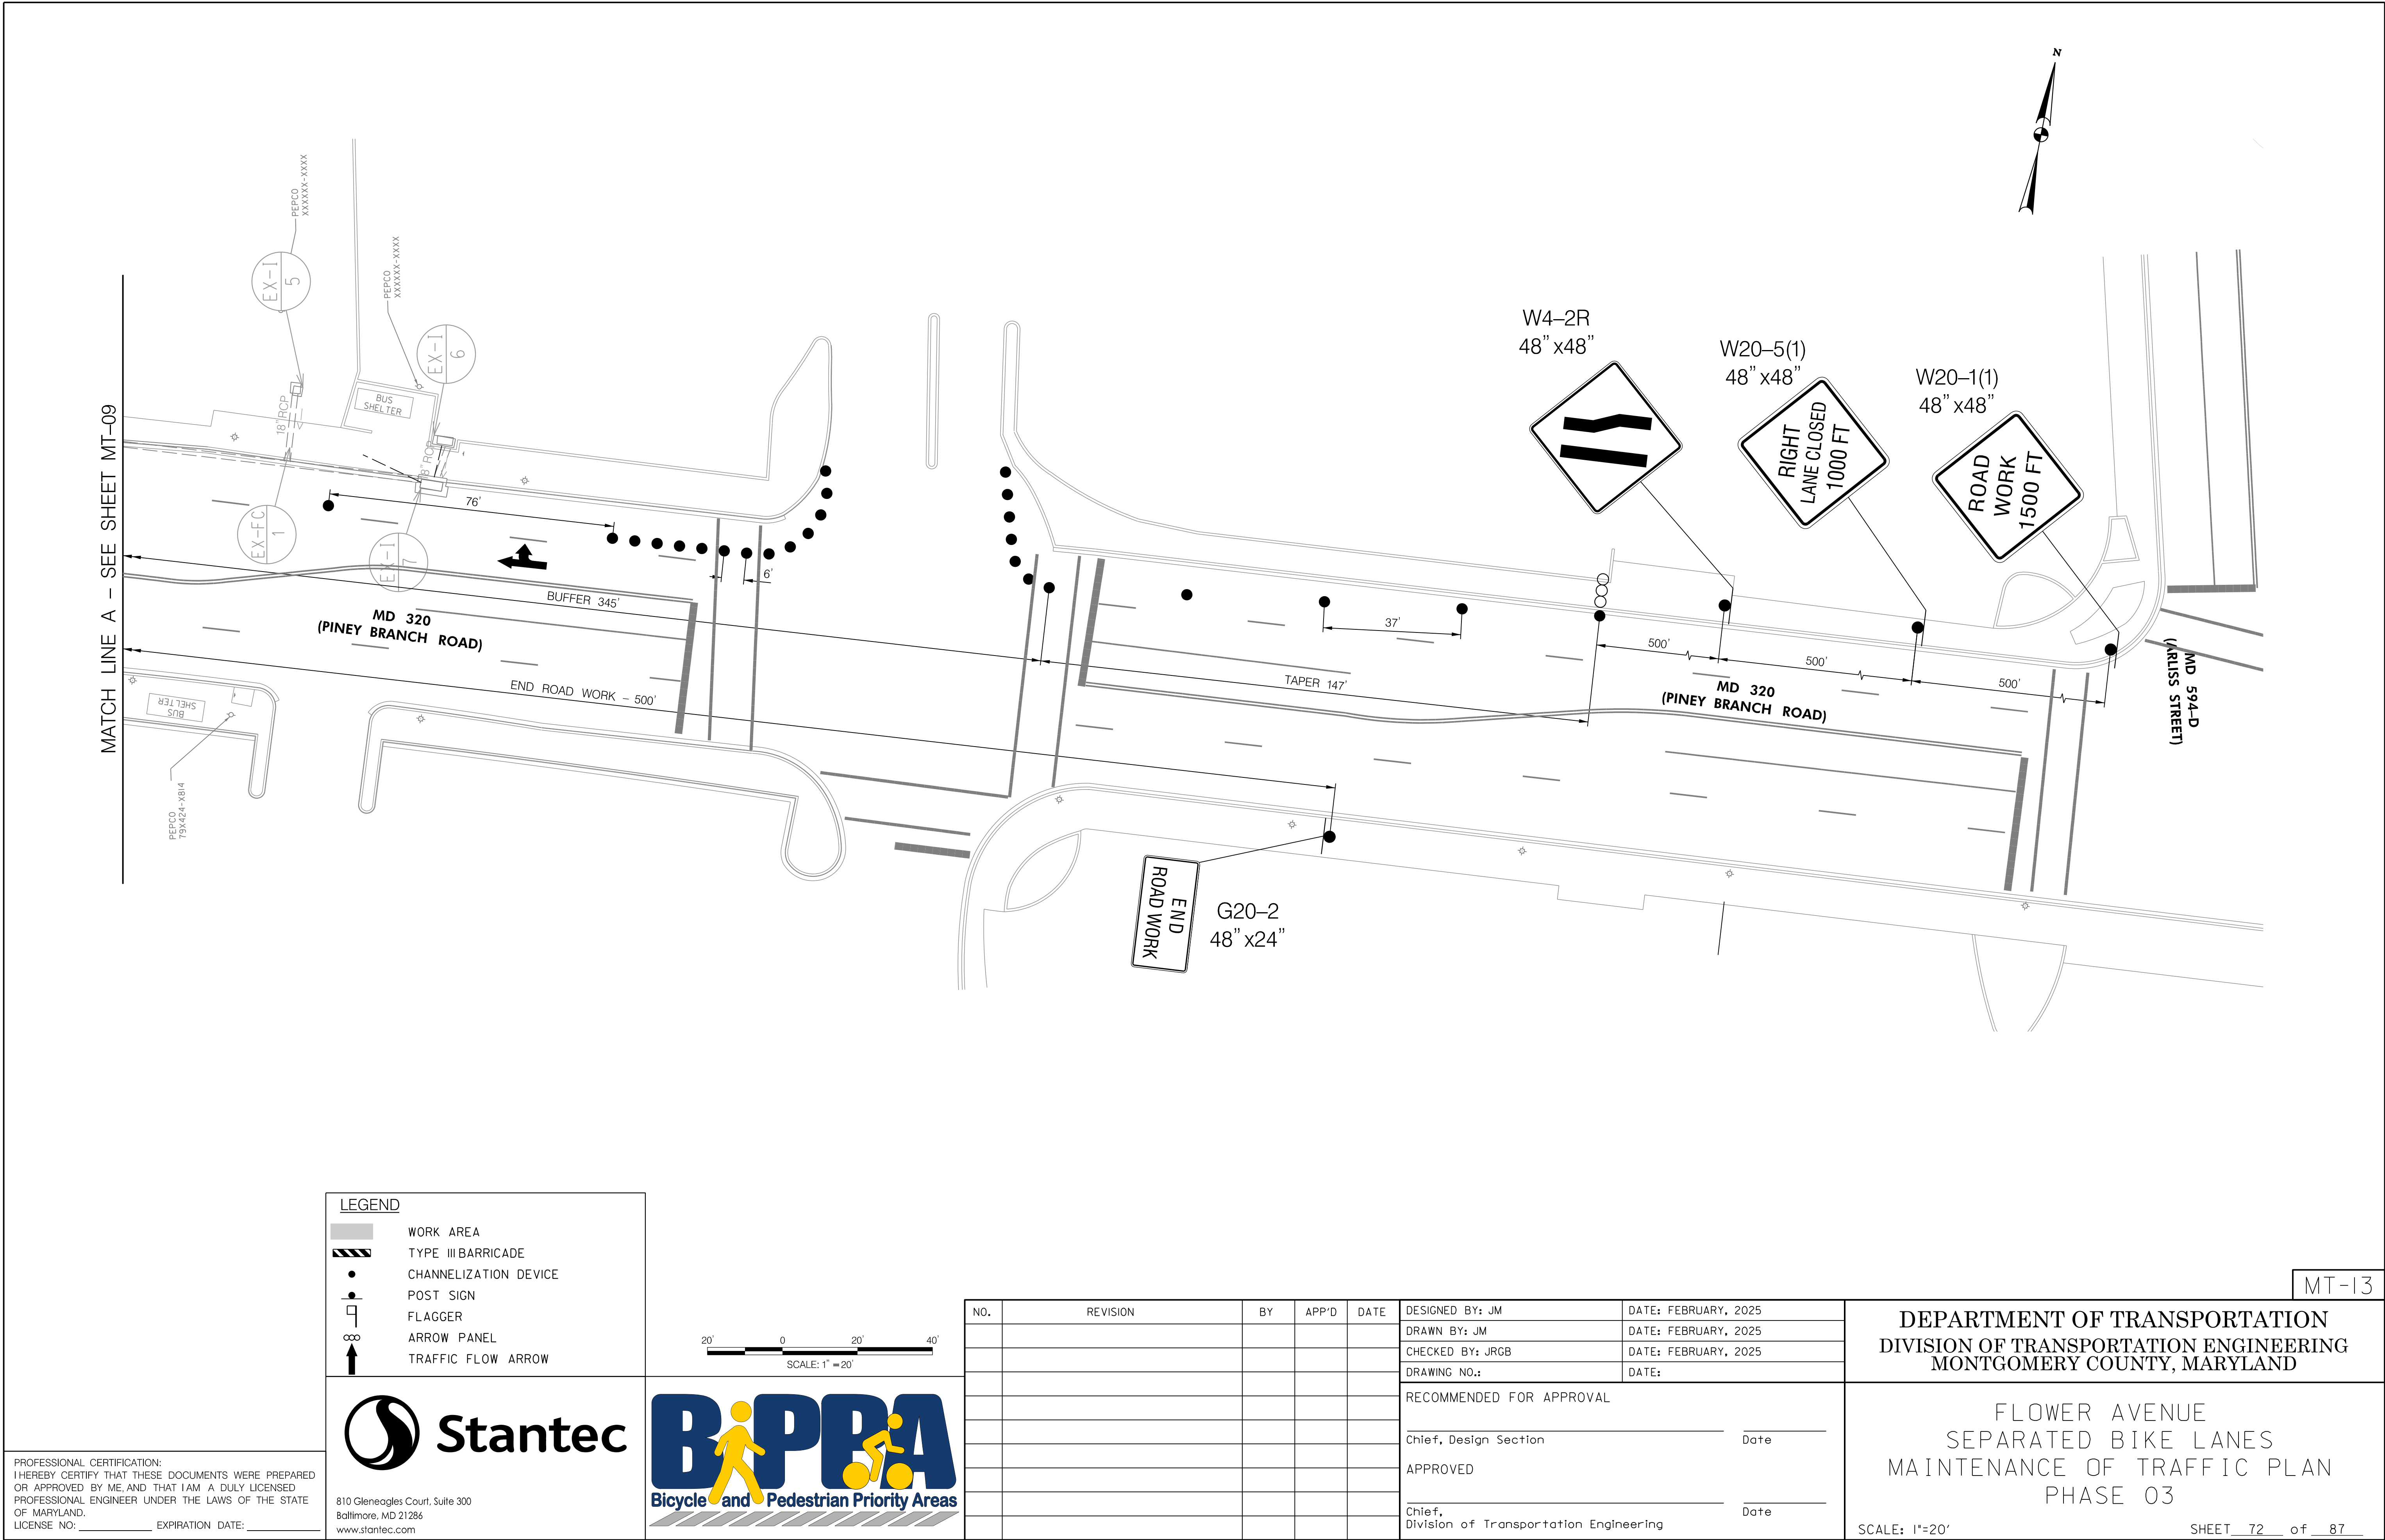 N
PEPCO
XXXXXX-XXXX
EX-I
5
PEPCO
XXXXXX-XXXX
EX-I
6
18" RCP
BUS
SHELTER
18" RCP
EX-FC
1
EX-I
7
MATCH LINE A - SEE SHEET MT-09
76'
6'
BUFFER 345'
MD 320
(PINEY BRANCH ROAD)
END ROAD WORK - 500'
BUS
SHELTER
PEPCO
79X424-X814
W4-2R
48"x48"
W20-5(1)
48"x48"
RIGHT
LANE CLOSED
1000 FT
W20-1(1)
48"x48"
ROAD
WORK
1500 FT
37'
500'
500'
500'
TAPER 147'
MD 320
(PINEY BRANCH ROAD)
MD 594-D
(ARLISS STREET)
END
ROAD WORK
G20-2
48"x24"
LEGEND
WORK AREA
TYPE III BARRICADE
CHANNELIZATION DEVICE
POST SIGN
FLAGGER
ARROW PANEL
TRAFFIC FLOW ARROW
20' 0 20' 40'
SCALE: 1" = 20'
PROFESSIONAL CERTIFICATION:
I HEREBY CERTIFY THAT THESE DOCUMENTS WERE PREPARED
OR APPROVED BY ME, AND THAT I AM A DULY LICENSED
PROFESSIONAL ENGINEER UNDER THE LAWS OF THE STATE
OF MARYLAND.
LICENSE NO: EXPIRATION DATE:
Stantec
810 Gleneagles Court, Suite 300
Baltimore, MD 21286
www.stantec.com
BiPPA
Bicycle and Pedestrian Priority Areas
NO. REVISION BY APP'D DATE
DESIGNED BY: JM DATE: FEBRUARY, 2025
DRAWN BY: JM DATE: FEBRUARY, 2025
CHECKED BY: JRGB DATE: FEBRUARY, 2025
DRAWING NO.: DATE:
RECOMMENDED FOR APPROVAL
Chief, Design Section Date
APPROVED
Chief, Date
Division of Transportation Engineering
MT-13
DEPARTMENT OF TRANSPORTATION
DIVISION OF TRANSPORTATION ENGINEERING
MONTGOMERY COUNTY, MARYLAND
FLOWER AVENUE
SEPARATED BIKE LANES
MAINTENANCE OF TRAFFIC PLAN
PHASE 03
SCALE: 1"=20' SHEET 72 of 87